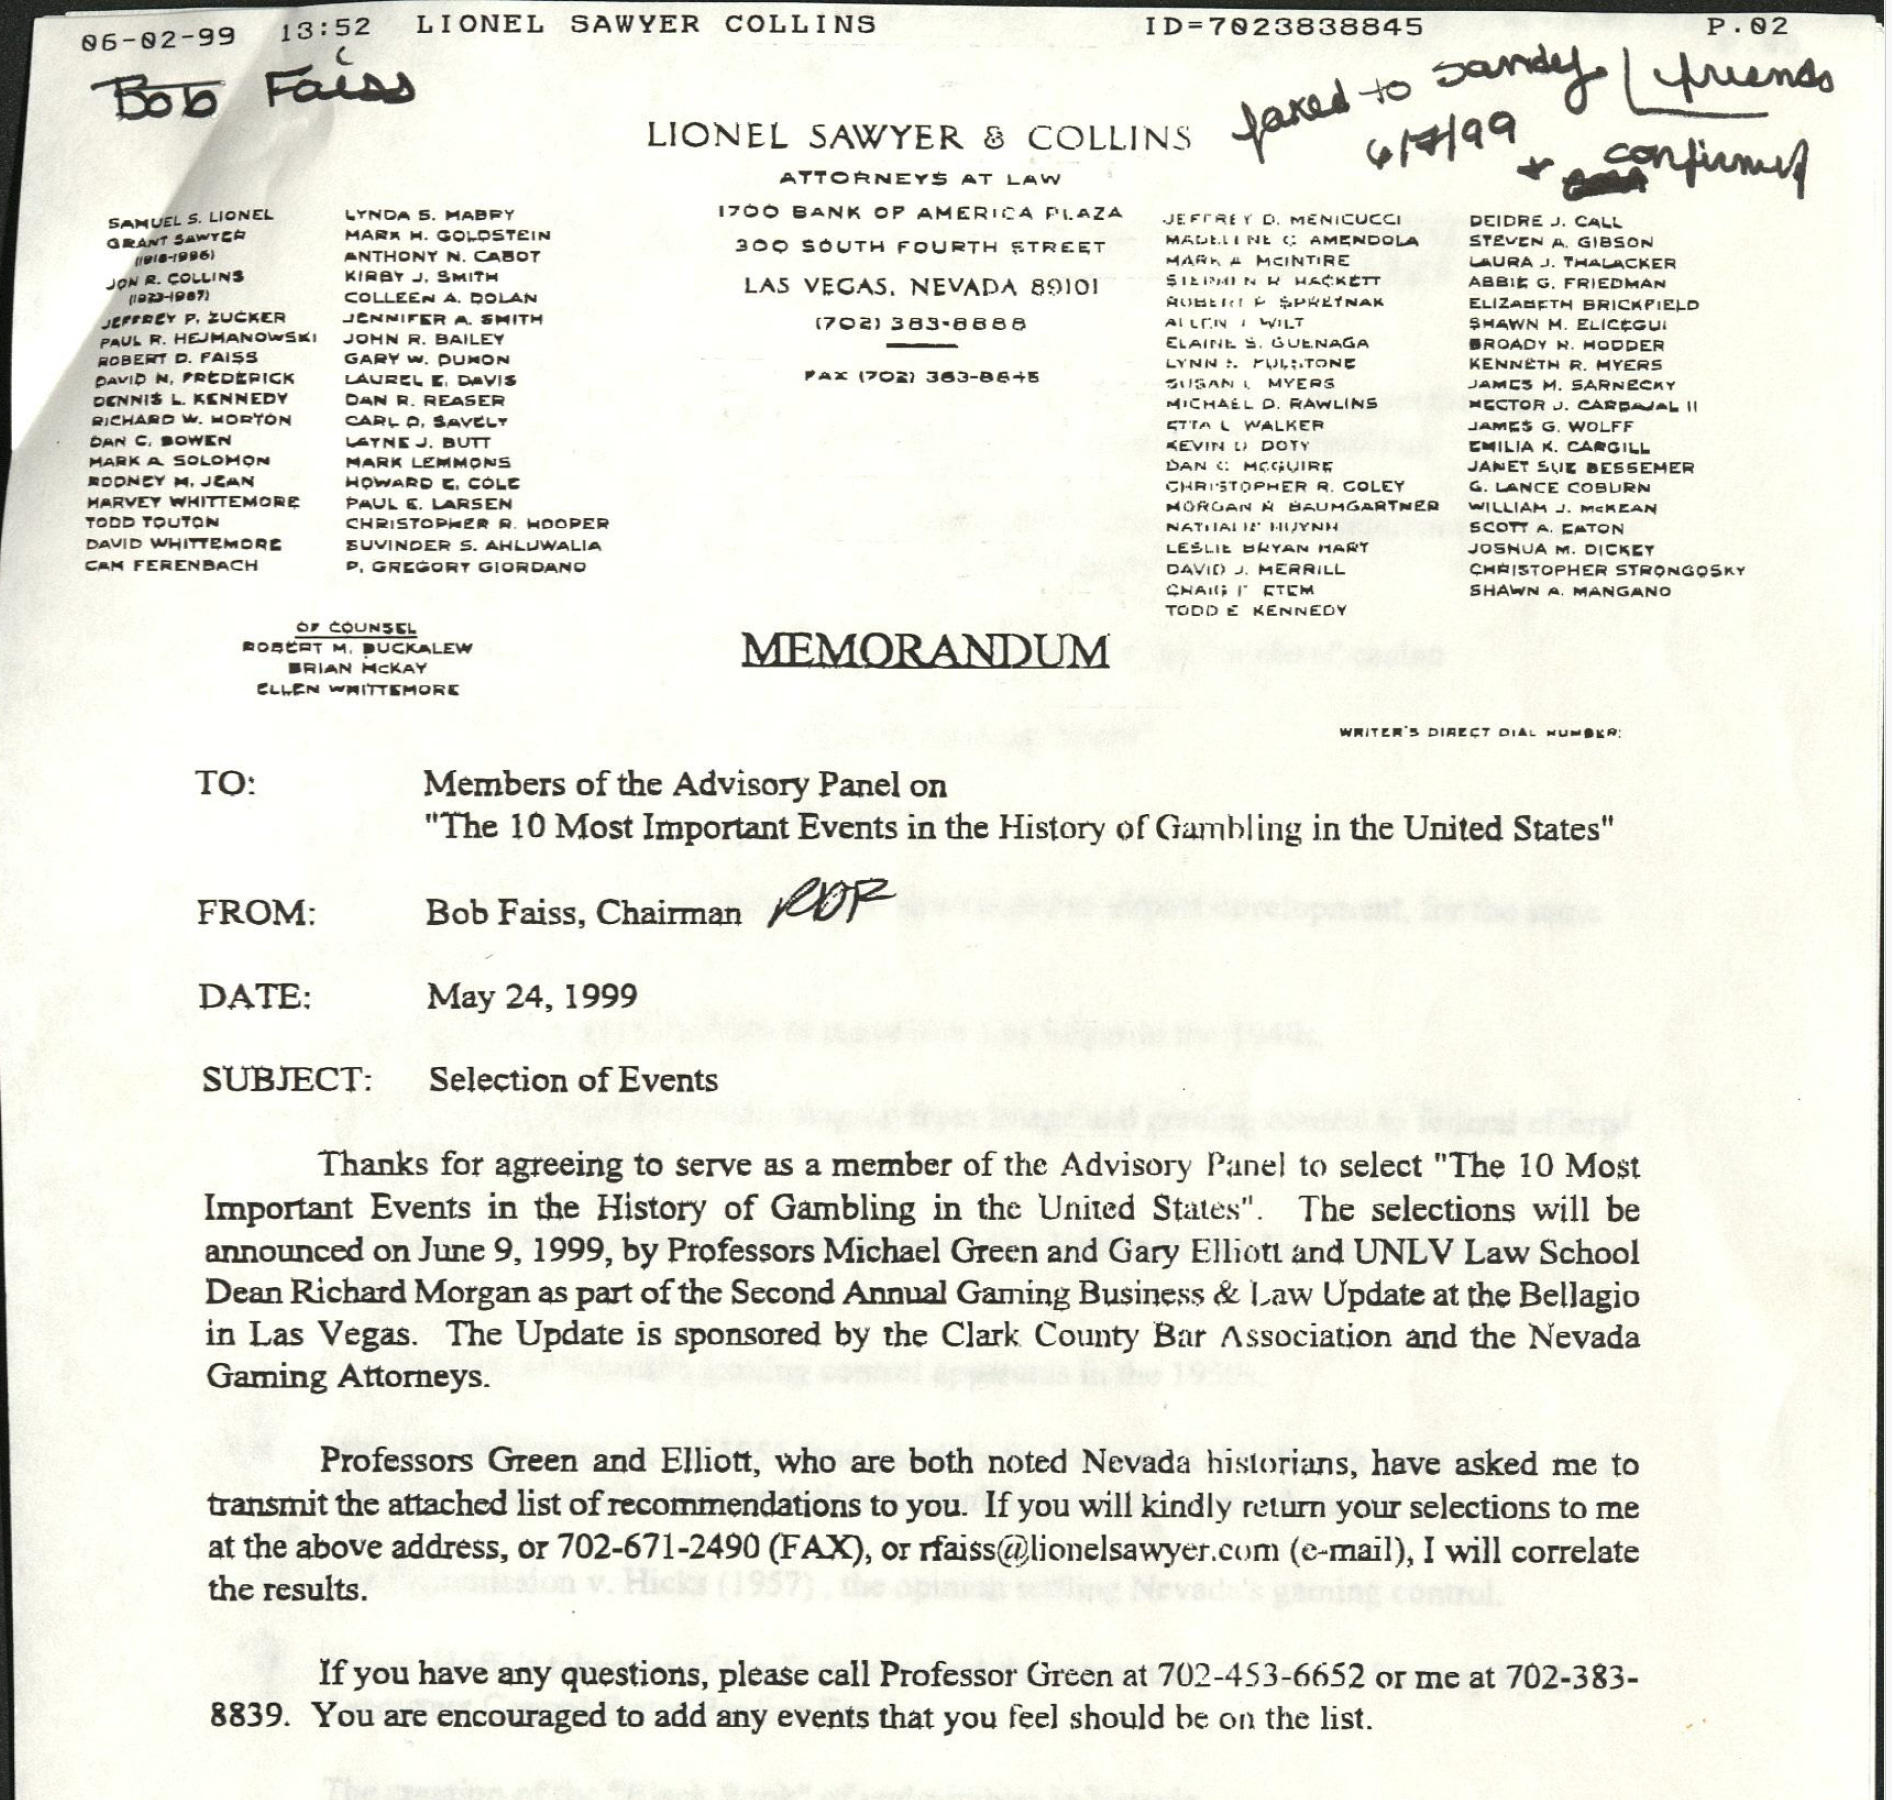 06-02-99 13:52 LIONEL SAWYER COLLINS ID=7023838845 P.02
Bob Faiss
faxed to Sandy friends
6/7/99
+ confirmed
LIONEL SAWYER & COLLINS
ATTORNEYS AT LAW
1700 BANK OF AMERICA PLAZA
300 SOUTH FOURTH STREET
LAS VEGAS, NEVADA 89101
(702) 383-8888
FAX (702) 383-8845
SAMUEL S. LIONEL
GRANT SAWYER
(1918-1996)
JON R. COLLINS
(1923-1987)
JEFFREY P. ZUCKER
PAUL R. HEJMANOWSKI
ROBERT D. FAISS
DAVID N. FREDERICK
DENNIS L. KENNEDY
RICHARD W. HORTON
DAN C. BOWEN
MARK A. SOLOMON
RODNEY M. JEAN
HARVEY WHITTEMORE
TODD TOUTON
DAVID WHITTEMORE
CAM FERENBACH
LYNDA S. MABRY
MARK H. GOLDSTEIN
ANTHONY N. CABOT
KIRBY J. SMITH
COLLEEN A. DOLAN
JENNIFER A. SMITH
JOHN R. BAILEY
GARY W. DUHON
LAUREL E. DAVIS
DAN R. REASER
CARL D. SAVELY
LAYNE J. BUTT
MARK LEMMONS
HOWARD E. COLE
PAUL E. LARSEN
CHRISTOPHER R. HOOPER
SUVINDER S. AHLUWALIA
P. GREGORY GIORDANO
JEFFREY D. MENICUCCI
MADELINE C. AMENDOLA
MARK A. McINTIRE
STEPHEN R. HACKETT
ROBERT P. SPRETNAK
ALLEN J. WILT
ELAINE S. GUENAGA
LYNN S. FULSTONE
SUSAN L. MYERS
MICHAEL D. RAWLINS
ETTA L. WALKER
KEVIN D. DOTY
DAN C. McGUIRE
CHRISTOPHER R. COLEY
MORGAN R. BAUMGARTNER
NATHALIE HUYNH
LESLIE BRYAN HART
DAVID J. MERRILL
CRAIG E. ETEM
TODD E. KENNEDY
DEIDRE J. CALL
STEVEN A. GIBSON
LAURA J. THALACKER
ABBIE G. FRIEDMAN
ELIZABETH BRICKFIELD
SHAWN M. ELICEGUI
BROADY R. HODDER
KENNETH R. MYERS
JAMES M. SARNECKY
HECTOR J. CARBAJAL II
JAMES G. WOLFF
EMILIA K. CARGILL
JANET SUE BESSEMER
G. LANCE COBURN
WILLIAM J. McKEAN
SCOTT A. EATON
JOSHUA M. DICKEY
CHRISTOPHER STRONGOSKY
SHAWN A. MANGANO
OF COUNSEL
ROBERT M. BUCKALEW
BRIAN McKAY
ELLEN WHITTEMORE
MEMORANDUM
WRITER'S DIRECT DIAL NUMBER:
TO: Members of the Advisory Panel on
"The 10 Most Important Events in the History of Gambling in the United States"
FROM: Bob Faiss, Chairman RDF
DATE: May 24, 1999
SUBJECT: Selection of Events
Thanks for agreeing to serve as a member of the Advisory Panel to select "The 10 Most
Important Events in the History of Gambling in the United States". The selections will be
announced on June 9, 1999, by Professors Michael Green and Gary Elliott and UNLV Law School
Dean Richard Morgan as part of the Second Annual Gaming Business & Law Update at the Bellagio
in Las Vegas. The Update is sponsored by the Clark County Bar Association and the Nevada
Gaming Attorneys.
Professors Green and Elliott, who are both noted Nevada historians, have asked me to
transmit the attached list of recommendations to you. If you will kindly return your selections to me
at the above address, or 702-671-2490 (FAX), or rfaiss@lionelsawyer.com (e-mail), I will correlate
the results.
If you have any questions, please call Professor Green at 702-453-6652 or me at 702-383-
8839. You are encouraged to add any events that you feel should be on the list.